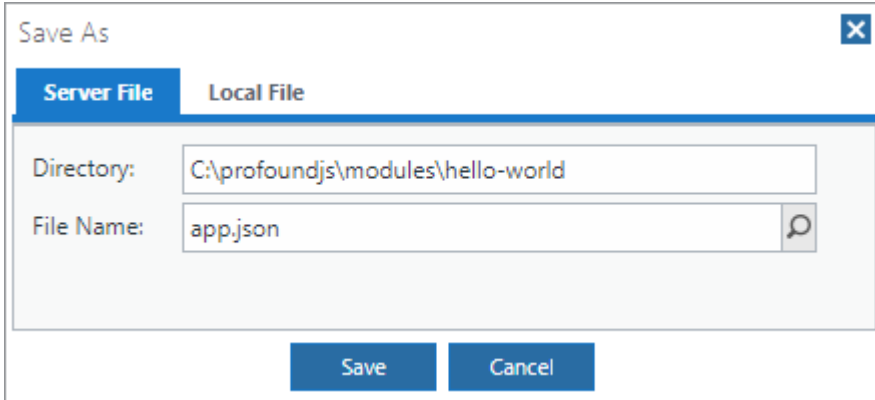 Save As
Server File Local File
Directory: C:\profoundjs\modules\hello-world
File Name: app.json
Save Cancel